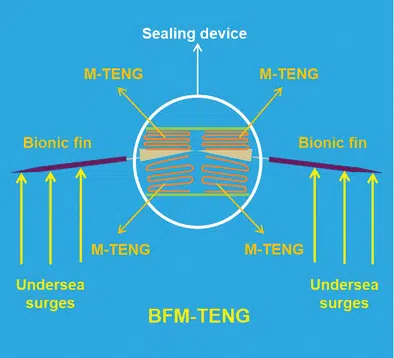 Sealing device
M-TENG
M-TENG
Bionic fin
Bionic fin
M-TENG
M-TENG
Undersea
surges
Undersea
surges
BFM-TENG